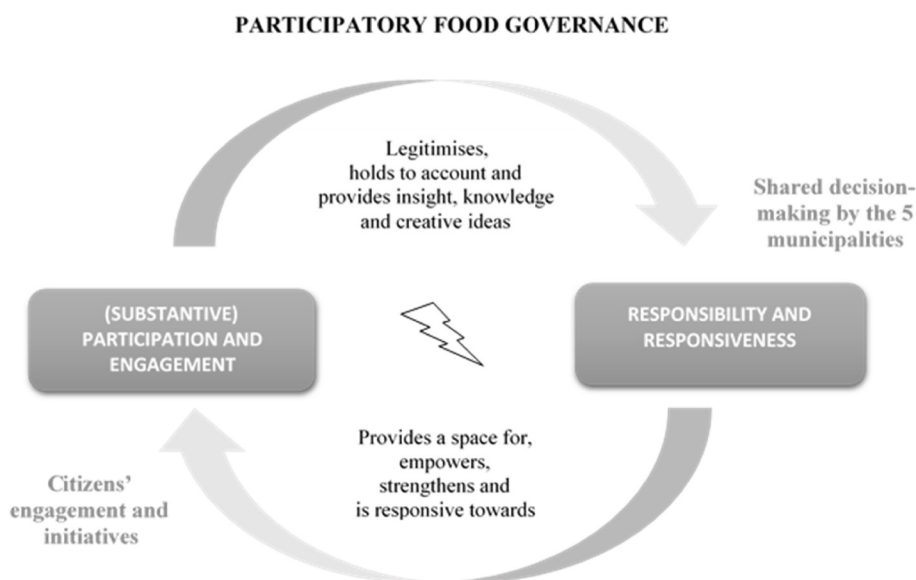 PARTICIPATORY FOOD GOVERNANCE
Legitimises,
holds to account and
provides insight, knowledge
and creative ideas
Shared decision-
making by the 5
municipalities
(SUBSTANTIVE)
PARTICIPATION AND
ENGAGEMENT
RESPONSIBILITY AND
RESPONSIVENESS
Provides a space for,
empowers,
strengthens and
is responsive towards
Citizens’
engagement and
initiatives